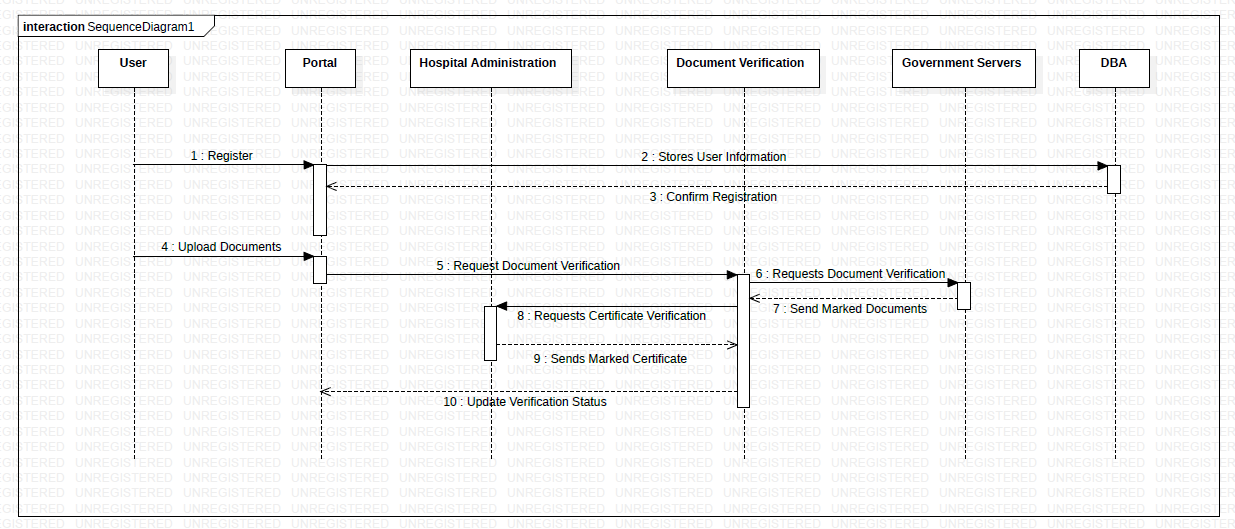 interaction SequenceDiagram1
User
Portal
Hospital Administration
Document Verification
Government Servers
DBA
1 : Register
2 : Stores User Information
3 : Confirm Registration
4 : Upload Documents
5 : Request Document Verification
6 : Requests Document Verification
7 : Send Marked Documents
8 : Requests Certificate Verification
9 : Sends Marked Certificate
10 : Update Verification Status
UNREGISTERED